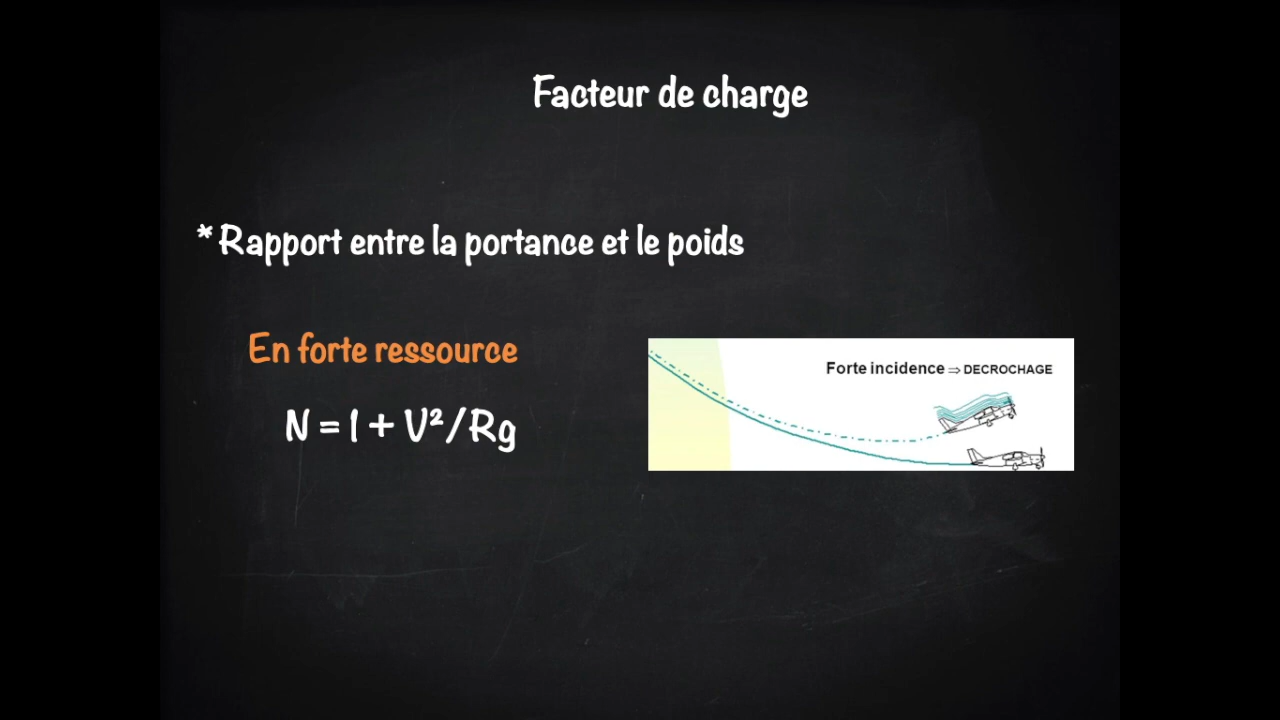 Facteur de charge
* Rapport entre la portance et le poids
En forte ressource
N = 1 + V²/Rg
Forte incidence ⇒ DECROCHAGE